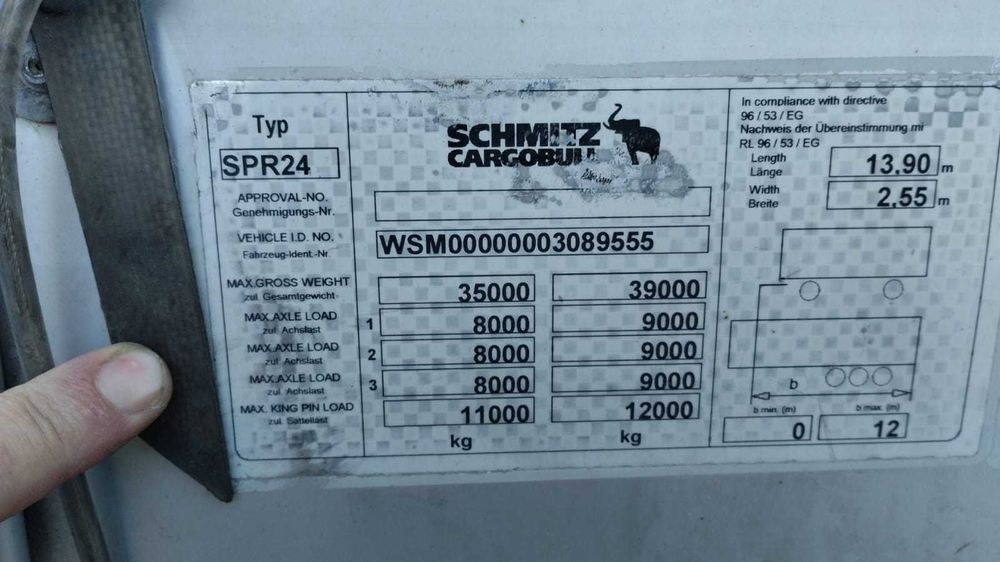 Typ
SPR24
APPROVAL-NO.
Genehmigungs-Nr.
VEHICLE I.D. NO.
Fahrzeug-Ident.-Nr.
MAX.GROSS WEIGHT
zul. Gesamtgewicht
MAX.AXLE LOAD
zul. Achslast
MAX.AXLE LOAD
zul. Achslast
MAX.AXLE LOAD
zul. Achslast
MAX. KING PIN LOAD
zul. Sattellast
SCHMITZ
CARGOBULL
WSM00000003089555
35000 39000
1 8000 9000
2 8000 9000
3 8000 9000
11000 12000
kg kg
In compliance with directive
96 / 53 / EG
Nachweis der Übereinstimmung mi
RL 96 / 53 / EG
Length
Länge
13,90 m
Width
Breite
2,55 m
b
b min. (m) b max. (m)
0 12